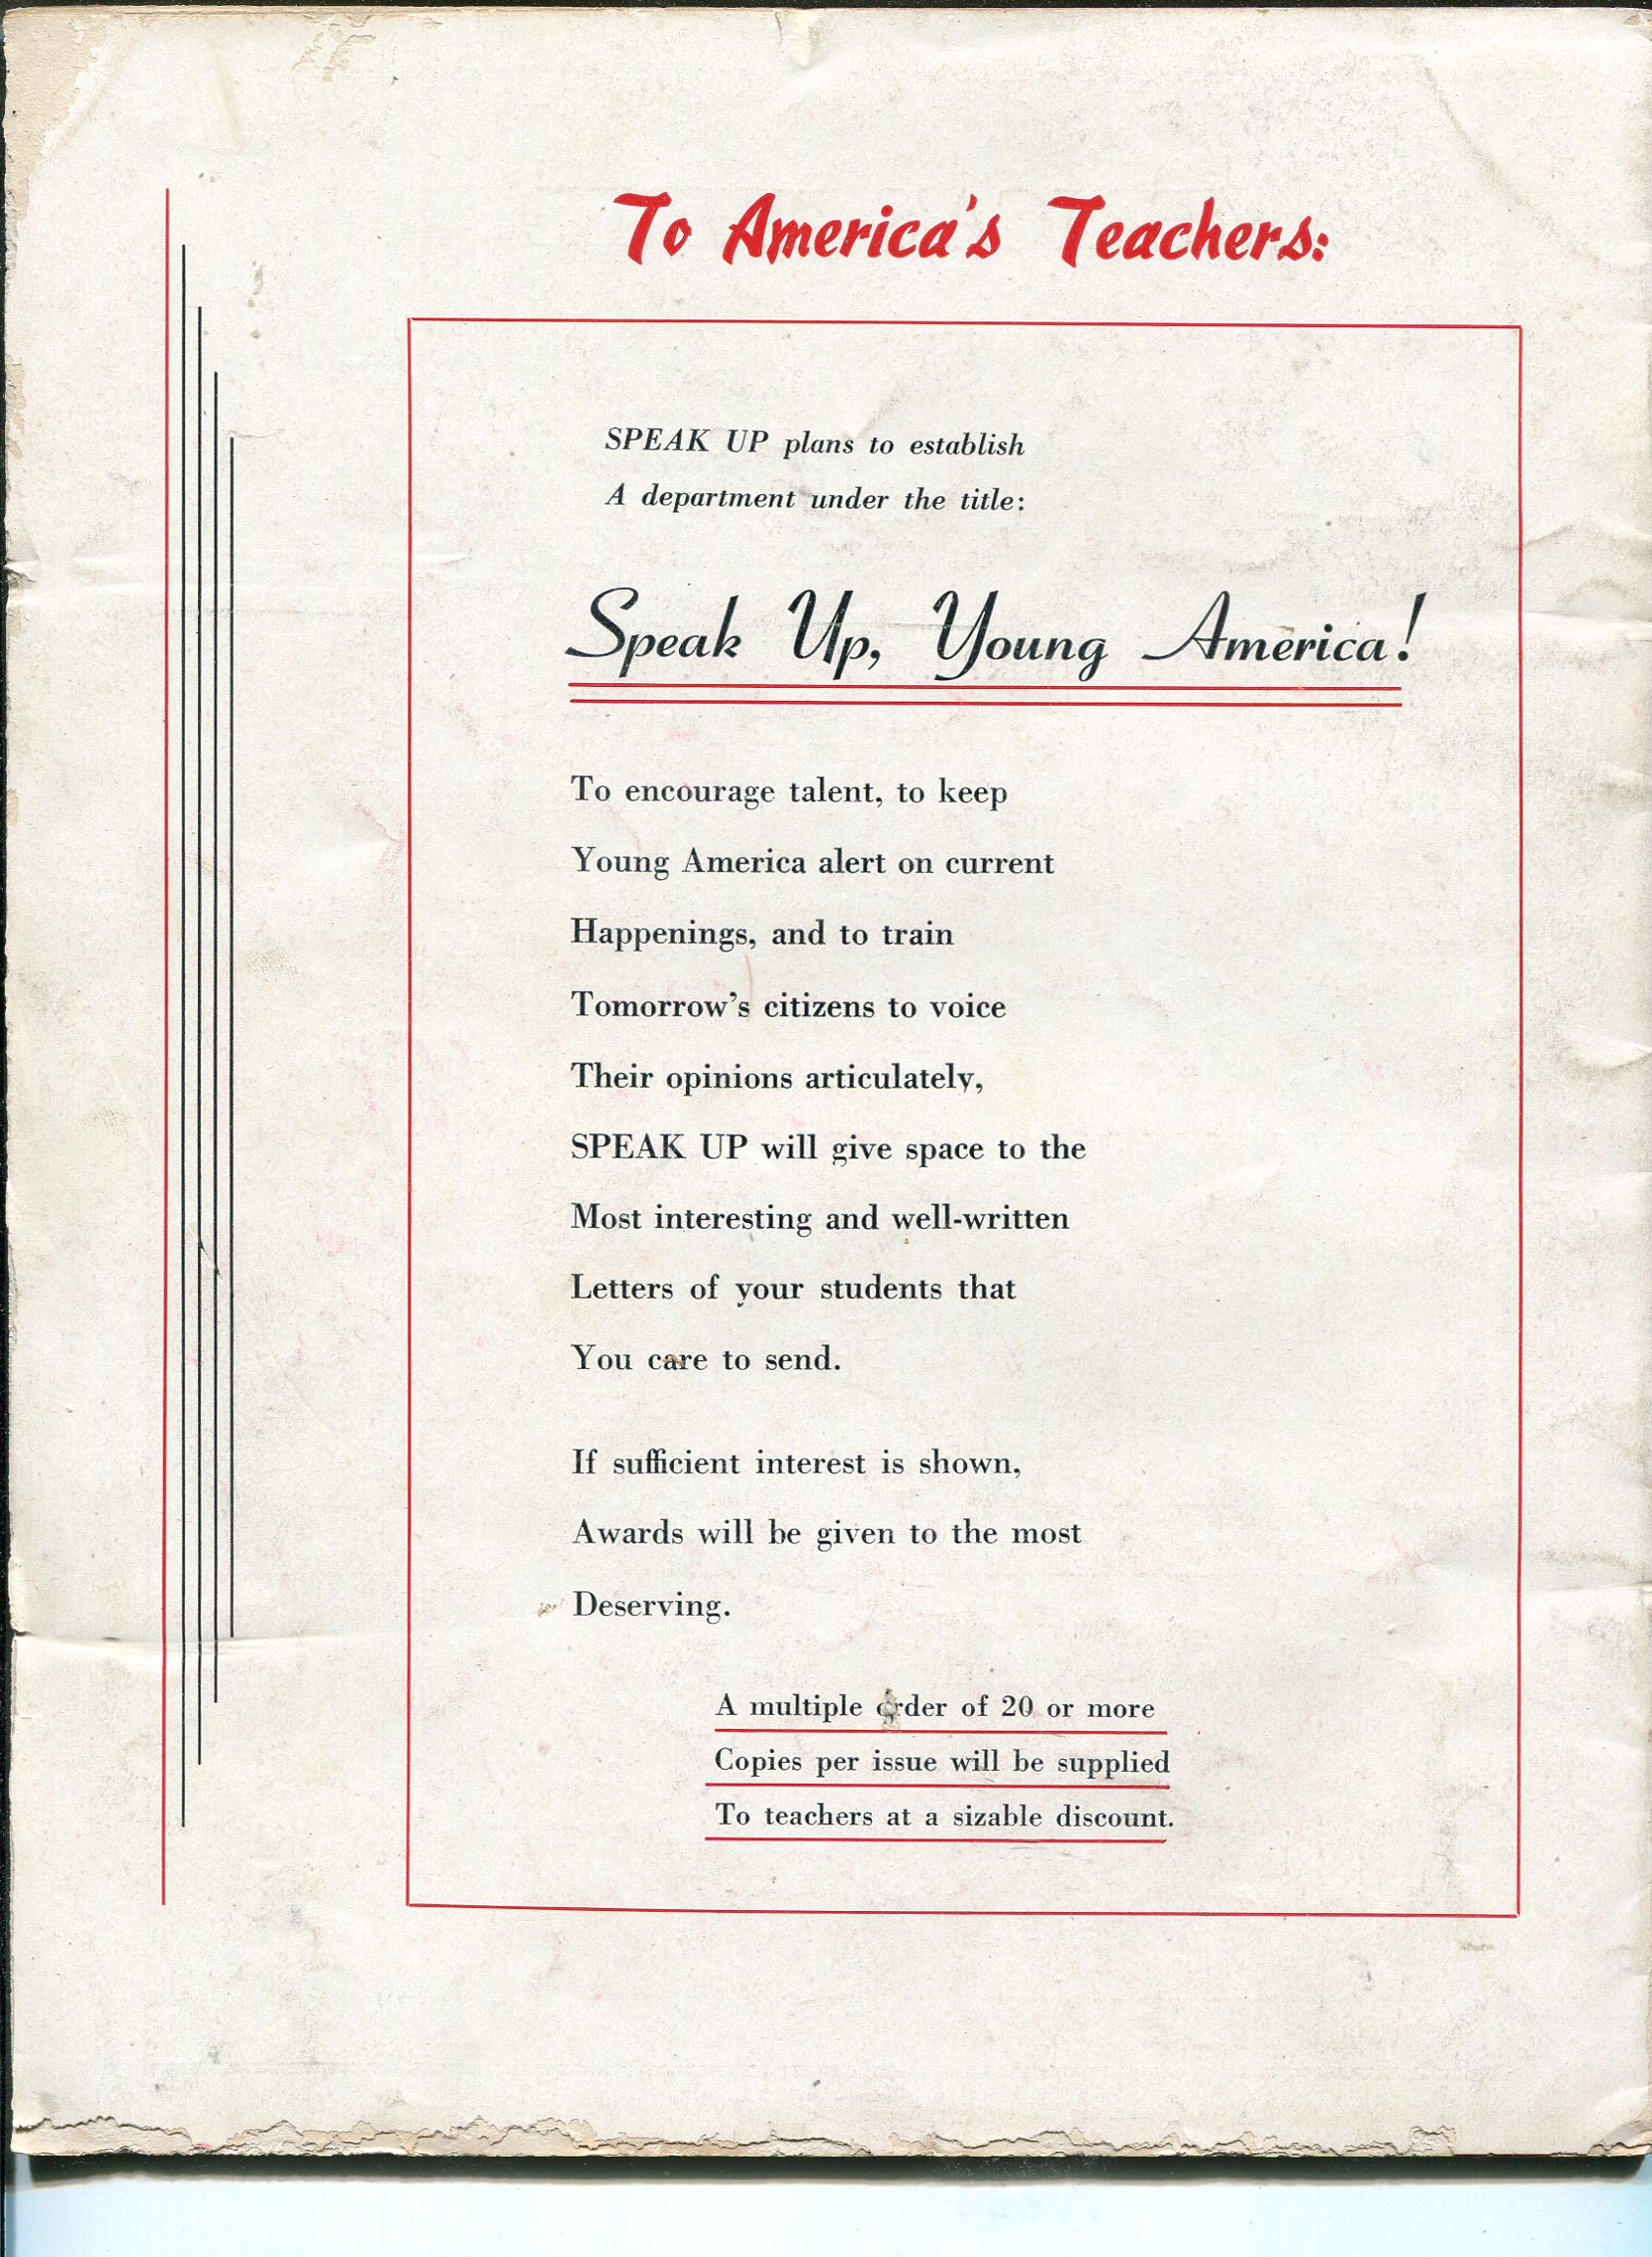 To America's Teachers:
SPEAK UP plans to establish
A department under the title:
Speak Up, Young America!
To encourage talent, to keep
Young America alert on current
Happenings, and to train
Tomorrow's citizens to voice
Their opinions articulately,
SPEAK UP will give space to the
Most interesting and well-written
Letters of your students that
You care to send.
If sufficient interest is shown,
Awards will be given to the most
Deserving.
A multiple order of 20 or more
Copies per issue will be supplied
To teachers at a sizable discount.